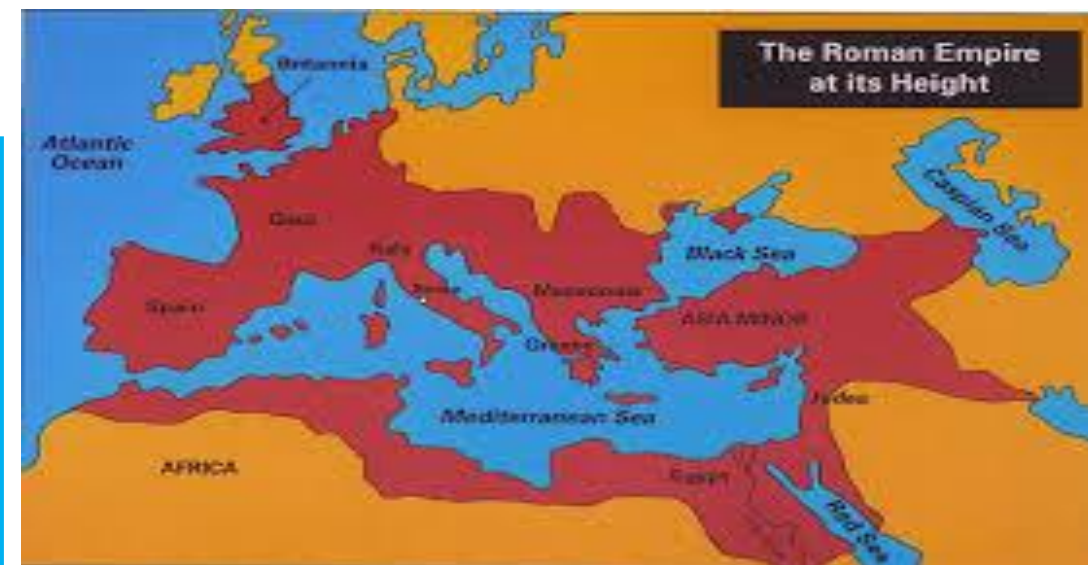 The Roman Empire
at its Height
Britannia
Atlantic
Ocean
Caspian Sea
Gaul
Italy
Black Sea
Rome
Macedonia
Spain
ASIA MINOR
Greece
Judea
Mediterranean Sea
AFRICA
Egypt
Red Sea